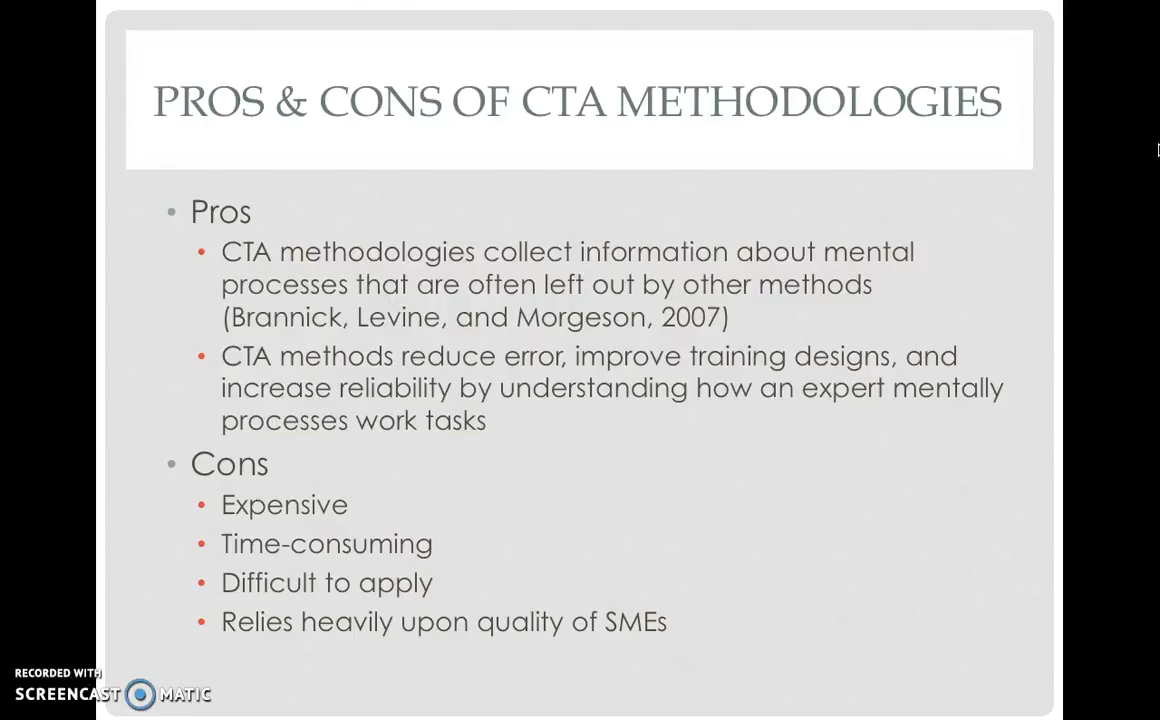 PROS & CONS OF CTA METHODOLOGIES
• Pros
• CTA methodologies collect information about mental
processes that are often left out by other methods
(Brannick, Levine, and Morgeson, 2007)
• CTA methods reduce error, improve training designs, and
increase reliability by understanding how an expert mentally
processes work tasks
• Cons
• Expensive
• Time-consuming
• Difficult to apply
• Relies heavily upon quality of SMEs
RECORDED WITH
SCREENCAST MATIC